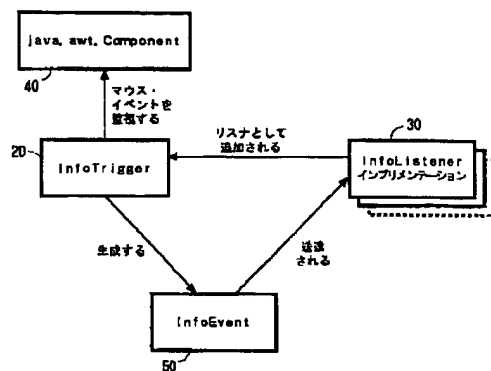 java.awt.Component
40
マウス・
イベントを
監視する
リスナとして
追加される
30
20
InfoTrigger
InfoListener
インプリメンテーション
生成する
される
InfoEvent
50